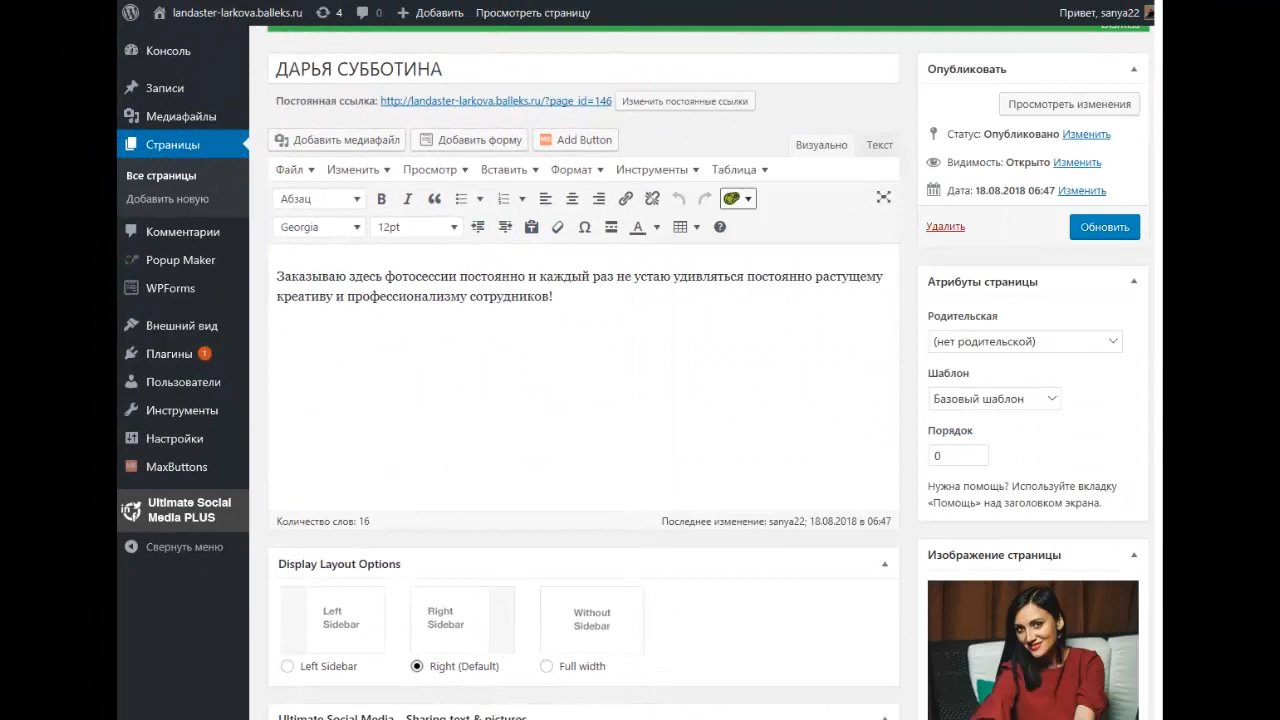 landaster-larkova.balleks.ru 4 0 Добавить Просмотреть страницу Привет, sanya22
Консоль
Записи
Медиафайлы
Страницы
Все страницы
Добавить новую
Комментарии
Popup Maker
WPForms
Внешний вид
Плагины 1
Пользователи
Инструменты
Настройки
MaxButtons
Ultimate Social
Media PLUS
Свернуть меню
ДАРЬЯ СУББОТИНА
Постоянная ссылка: http://landaster-larkova.balleks.ru/?page_id=146 Изменить постоянные ссылки
Добавить медиафайл Добавить форму Add Button Визуально Текст
Файл Изменить Просмотр Вставить Формат Инструменты Таблица
Абзац
Georgia 12pt
Заказываю здесь фотосессии постоянно и каждый раз не устаю удивляться постоянно растущему
креативу и профессионализму сотрудников!
Количество слов: 16 Последнее изменение: sanya22; 18.08.2018 в 06:47
Display Layout Options
Left
Sidebar
Right
Sidebar
Without
Sidebar
Left Sidebar Right (Default) Full width
Ultimate Social Media – Sharing text & pictures
Опубликовать
Просмотреть изменения
Статус: Опубликовано Изменить
Видимость: Открыто Изменить
Дата: 18.08.2018 06:47 Изменить
Удалить Обновить
Атрибуты страницы
Родительская
(нет родительской)
Шаблон
Базовый шаблон
Порядок
0
Нужна помощь? Используйте вкладку
«Помощь» над заголовком экрана.
Изображение страницы